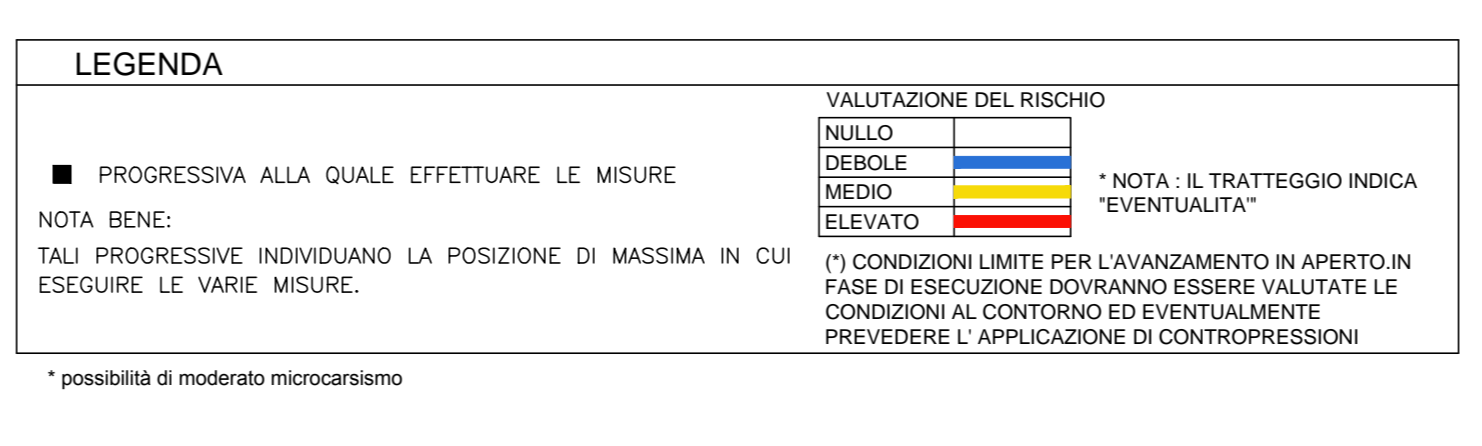 LEGENDA
■ PROGRESSIVA ALLA QUALE EFFETTUARE LE MISURE
NOTA BENE:
TALI PROGRESSIVE INDIVIDUANO LA POSIZIONE DI MASSIMA IN CUI
ESEGUIRE LE VARIE MISURE.
VALUTAZIONE DEL RISCHIO
NULLO
DEBOLE
MEDIO
ELEVATO
* NOTA : IL TRATTEGGIO INDICA
"EVENTUALITA'"
(*) CONDIZIONI LIMITE PER L'AVANZAMENTO IN APERTO.IN
FASE DI ESECUZIONE DOVRANNO ESSERE VALUTATE LE
CONDIZIONI AL CONTORNO ED EVENTUALMENTE
PREVEDERE L' APPLICAZIONE DI CONTROPRESSIONI
* possibilità di moderato microcarsismo